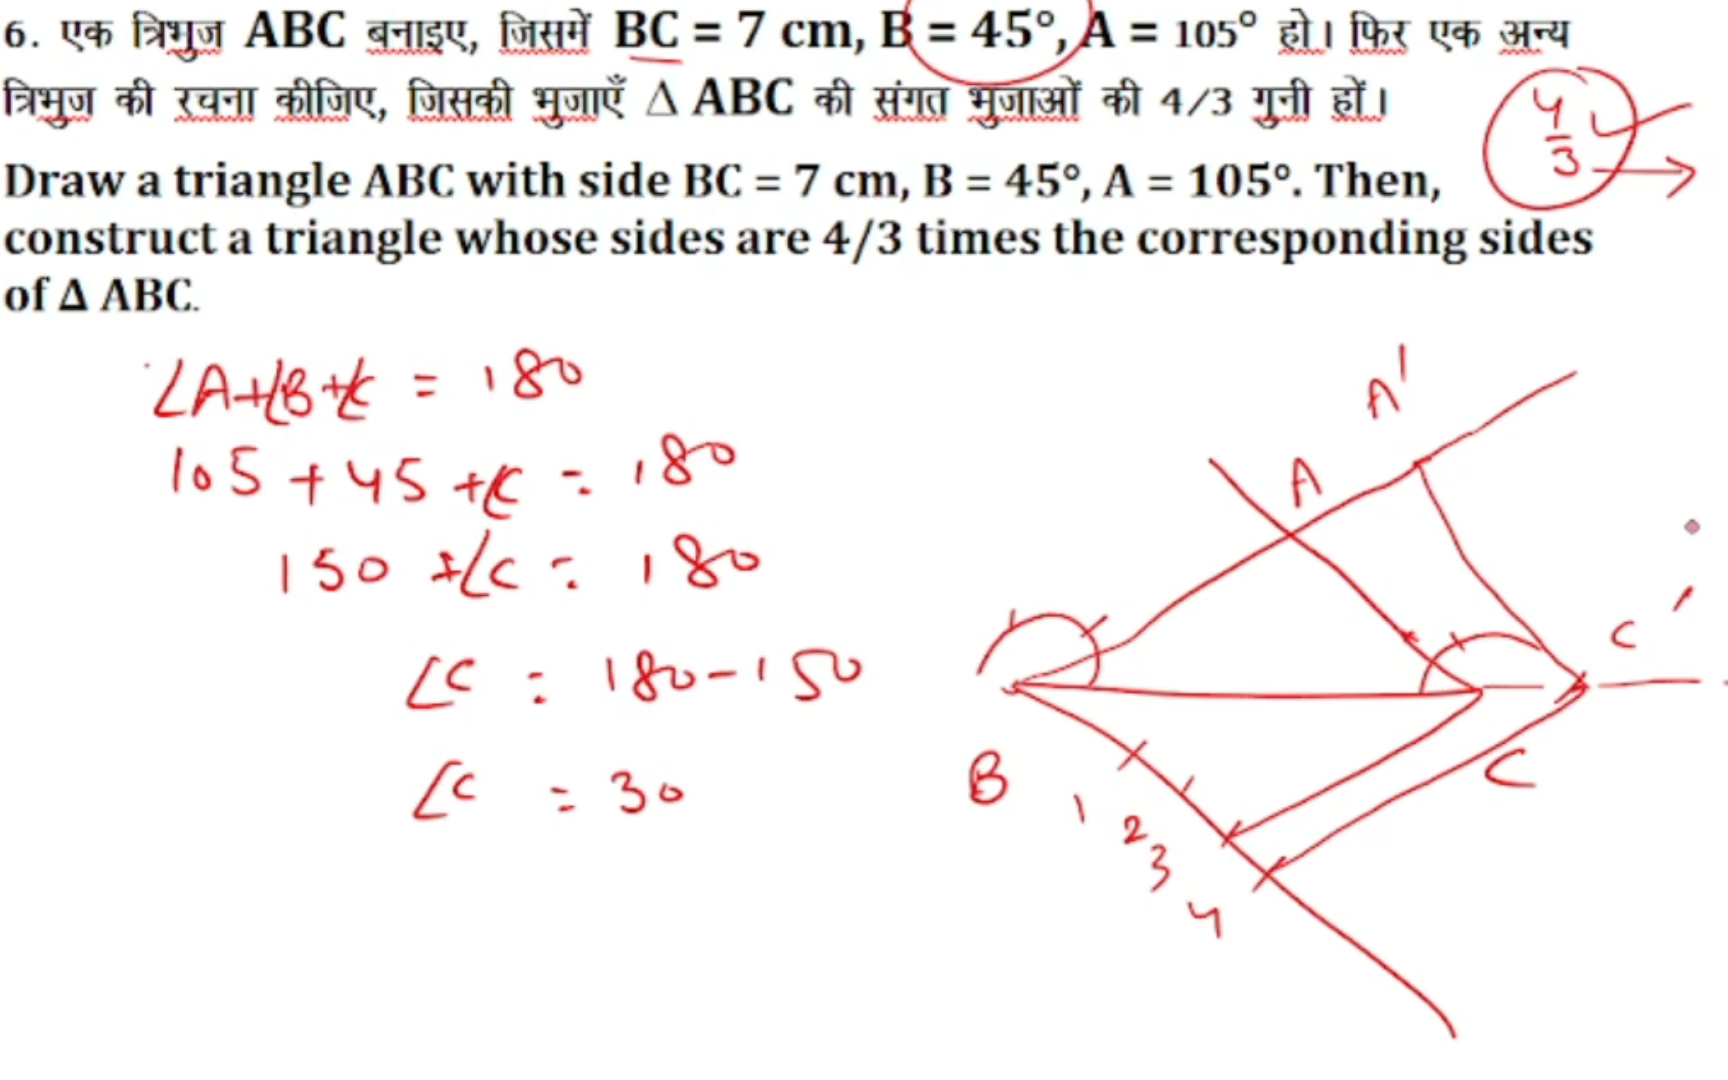 6. एक त्रिभुज ABC बनाइए, जिसमें BC = 7 cm, B = 45°, A = 105° हो। फिर एक अन्य
त्रिभुज की रचना कीजिए, जिसकी भुजाएँ Δ ABC की संगत भुजाओं की 4/3 गुनी हों।
4/3
Draw a triangle ABC with side BC = 7 cm, B = 45°, A = 105°. Then,
construct a triangle whose sides are 4/3 times the corresponding sides
of Δ ABC.
∠A+∠B+∠C = 180
105 + 45 +∠C = 180
150 +∠C = 180
∠C = 180-150
∠C = 30
A'
A
C'
B
C
1
2
3
4